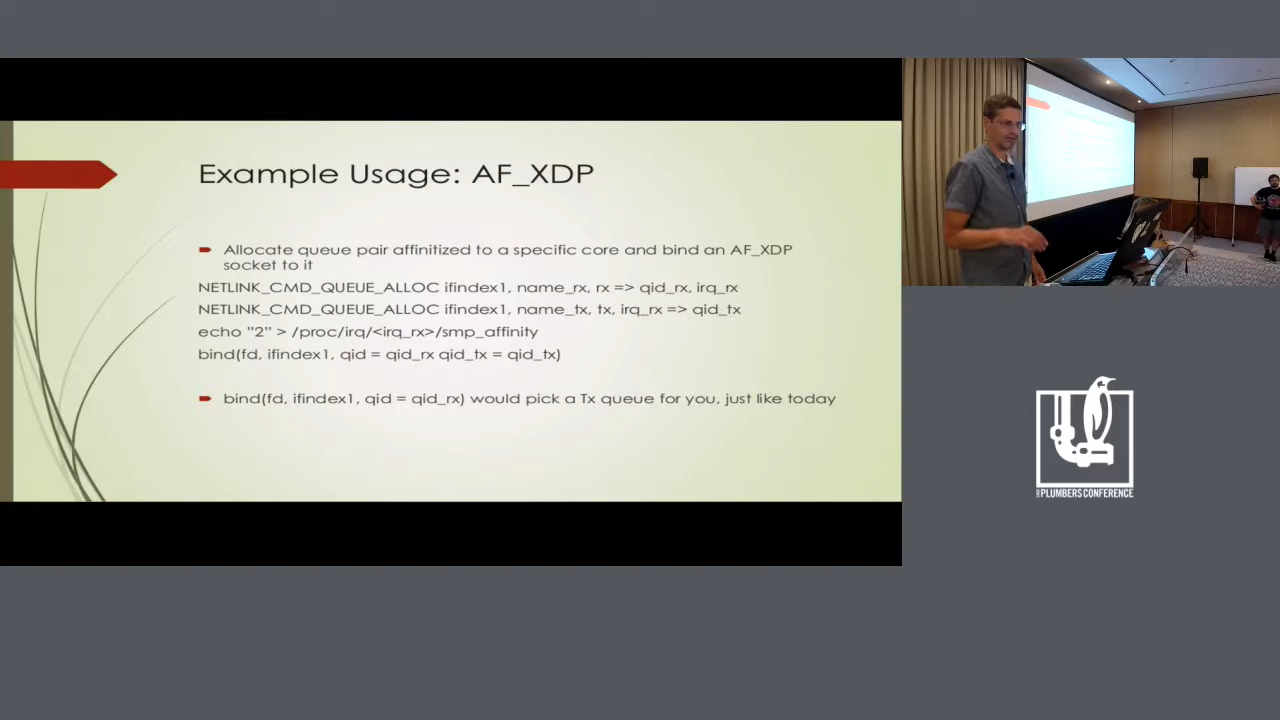 Example Usage: AF_XDP
Allocate queue pair affinitized to a specific core and bind an AF_XDP
socket to it
NETLINK_CMD_QUEUE_ALLOC ifindex1, name_rx, rx => qid_rx, irq_rx
NETLINK_CMD_QUEUE_ALLOC ifindex1, name_tx, tx, irq_rx => qid_tx
echo "2" > /proc/irq/<irq_rx>/smp_affinity
bind(fd, ifindex1, qid = qid_rx qid_tx = qid_tx)
bind(fd, ifindex1, qid = qid_rx) would pick a Tx queue for you, just like today
PLUMBERS CONFERENCE